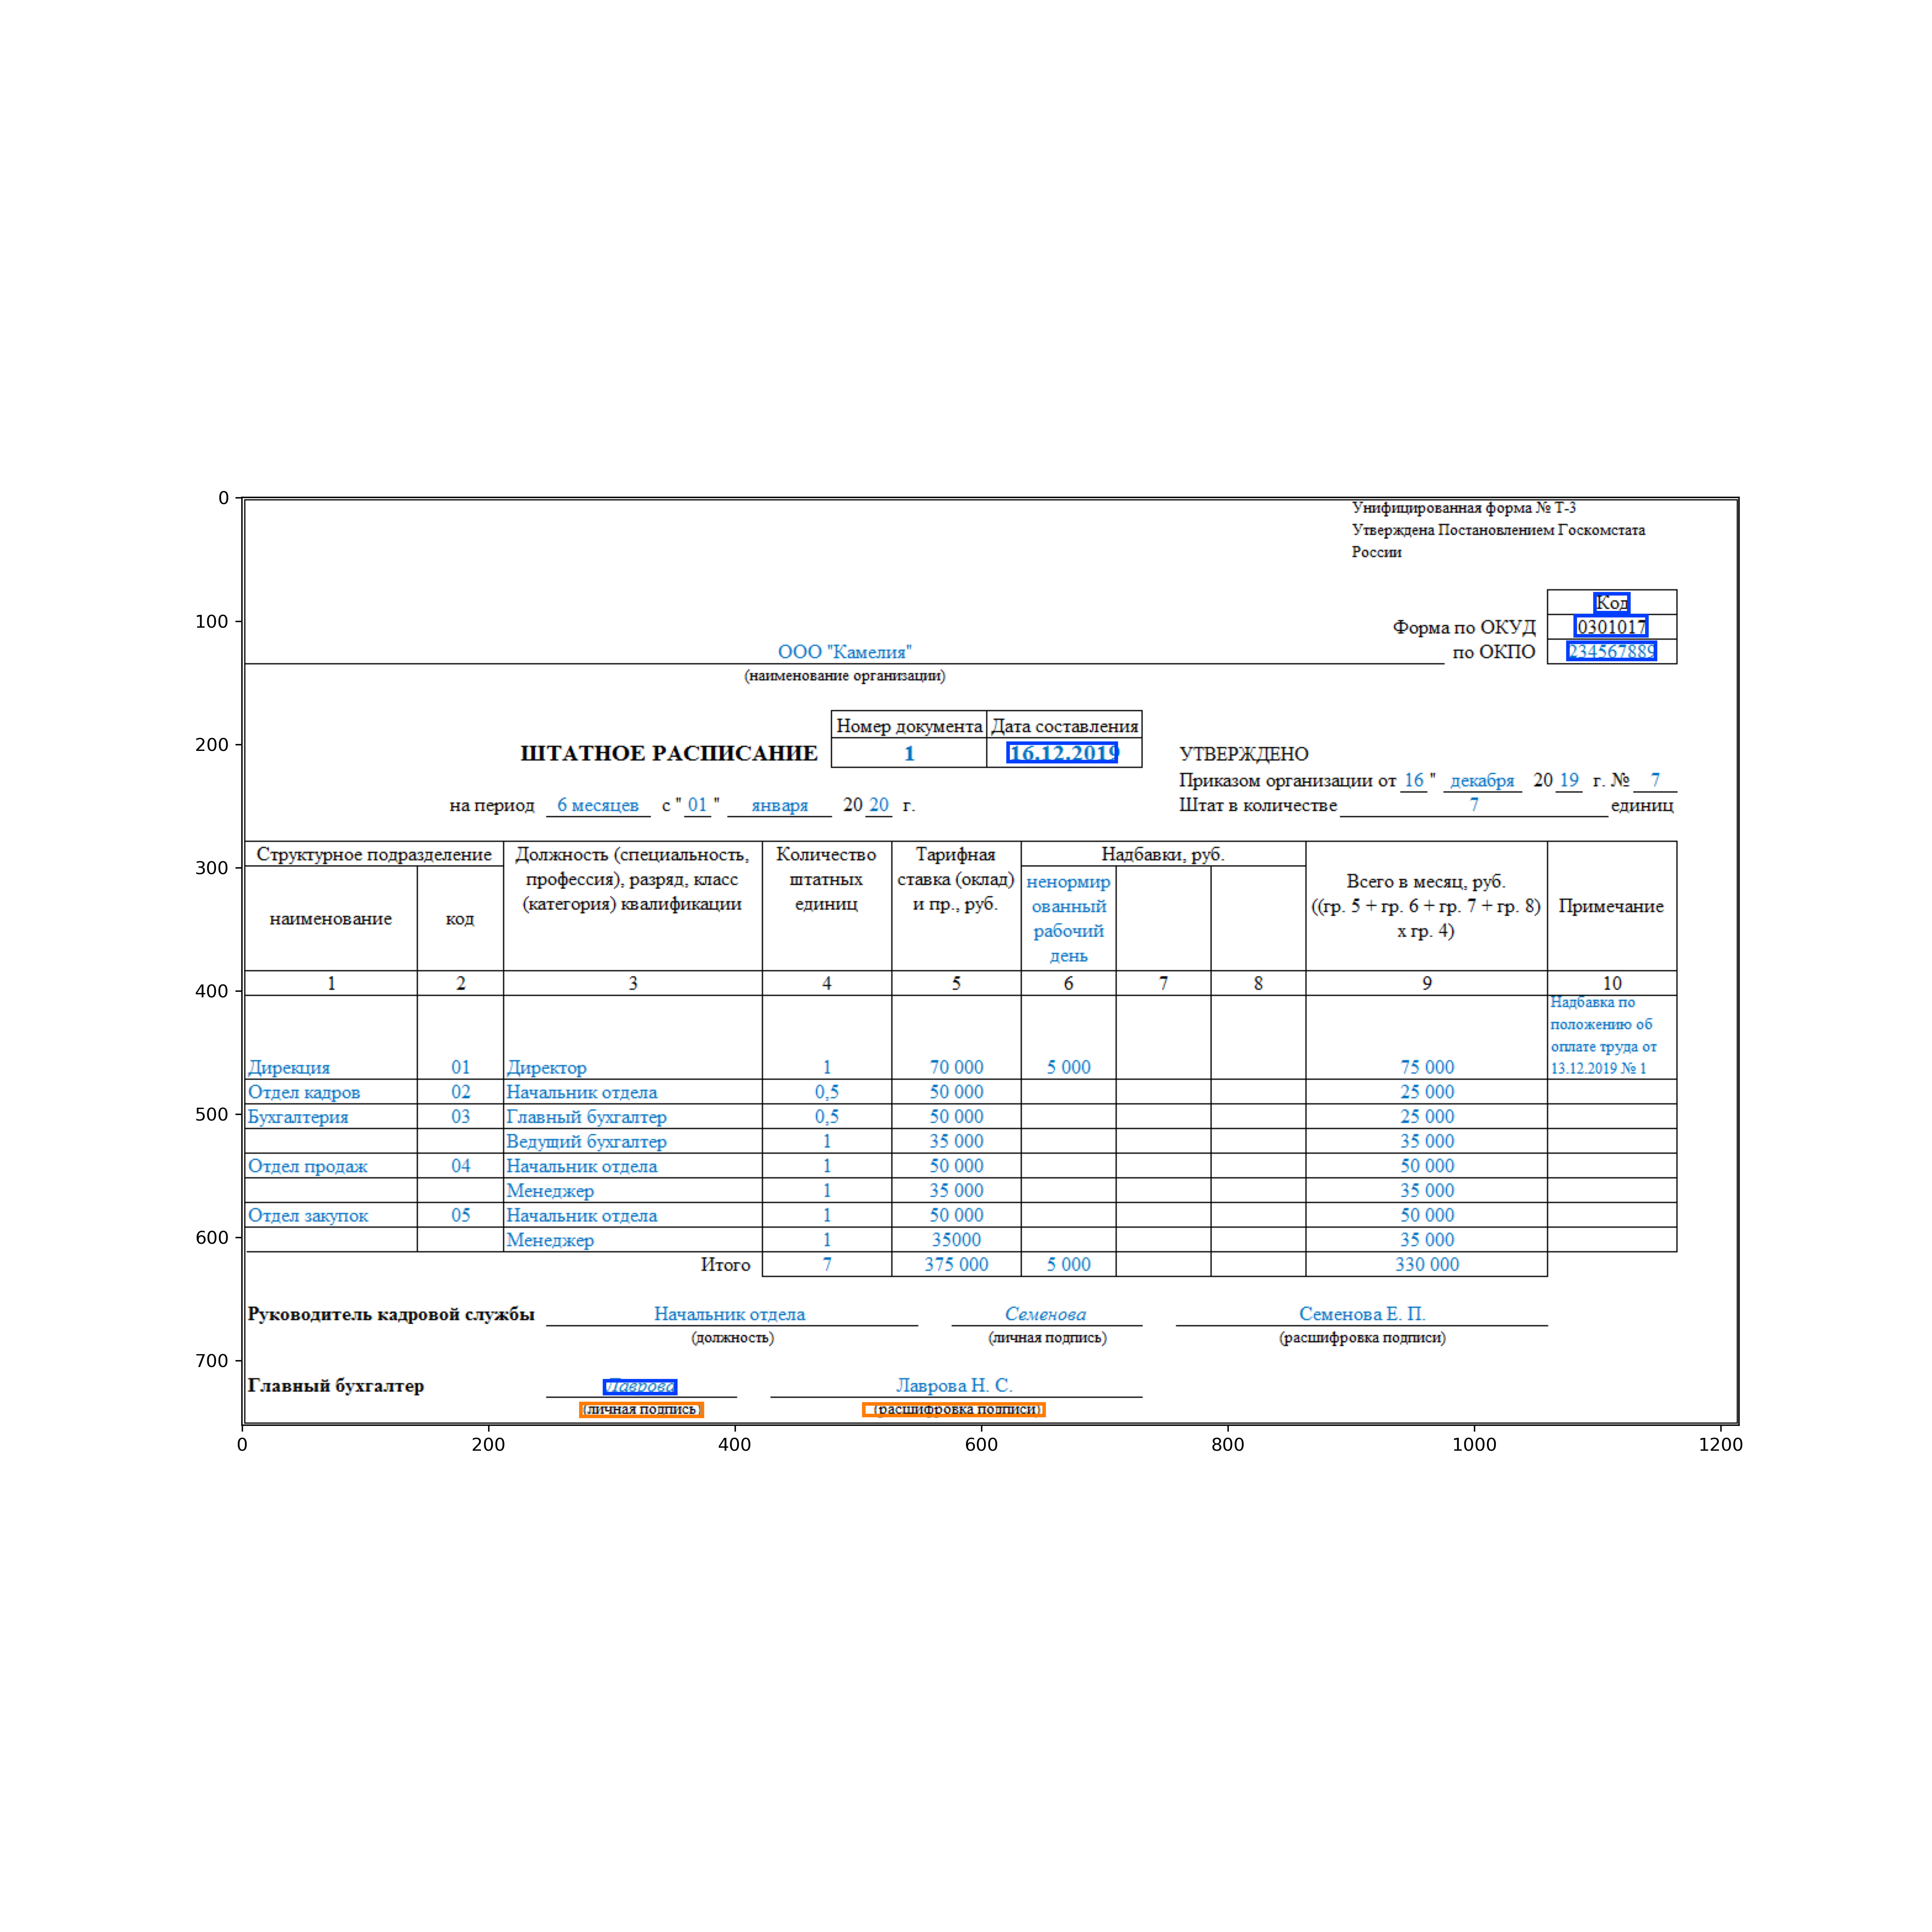 Унифицированная форма № Т-3
Утверждена Постановлением Госкомстата
России
Код
Форма по ОКУД 0301017
ООО "Камелия" по ОКПО 234567889
(наименование организации)
Номер документа Дата составления
ШТАТНОЕ РАСПИСАНИЕ 1 16.12.2019 УТВЕРЖДЕНО
Приказом организации от 16 " декабря 20 19 г. № 7
на период 6 месяцев с " 01 " января 20 20 г. Штат в количестве 7 единиц
Структурное подразделение Должность (специальность, Количество Тарифная Надбавки, руб.
профессия), разряд, класс штатных ставка (оклад) ненормир Всего в месяц, руб.
(категория) квалификации единиц и пр., руб. ованный ((гр. 5 + гр. 6 + гр. 7 + гр. 8) Примечание
наименование код рабочий х гр. 4)
день
1 2 3 4 5 6 7 8 9 10
Надбавка по
положению об
оплате труда от
Дирекция 01 Директор 1 70 000 5 000 75 000 13.12.2019 № 1
Отдел кадров 02 Начальник отдела 0,5 50 000 25 000
Бухгалтерия 03 Главный бухгалтер 0,5 50 000 25 000
Ведущий бухгалтер 1 35 000 35 000
Отдел продаж 04 Начальник отдела 1 50 000 50 000
Менеджер 1 35 000 35 000
Отдел закупок 05 Начальник отдела 1 50 000 50 000
Менеджер 1 35000 35 000
Итого 7 375 000 5 000 330 000
Руководитель кадровой службы Начальник отдела Семенова Семенова Е. П.
(должность) (личная подпись) (расшифровка подписи)
Главный бухгалтер Лаврова Лаврова Н. С.
(личная подпись) (расшифровка подписи)
0
100
200
300
400
500
600
700
0 200 400 600 800 1000 1200